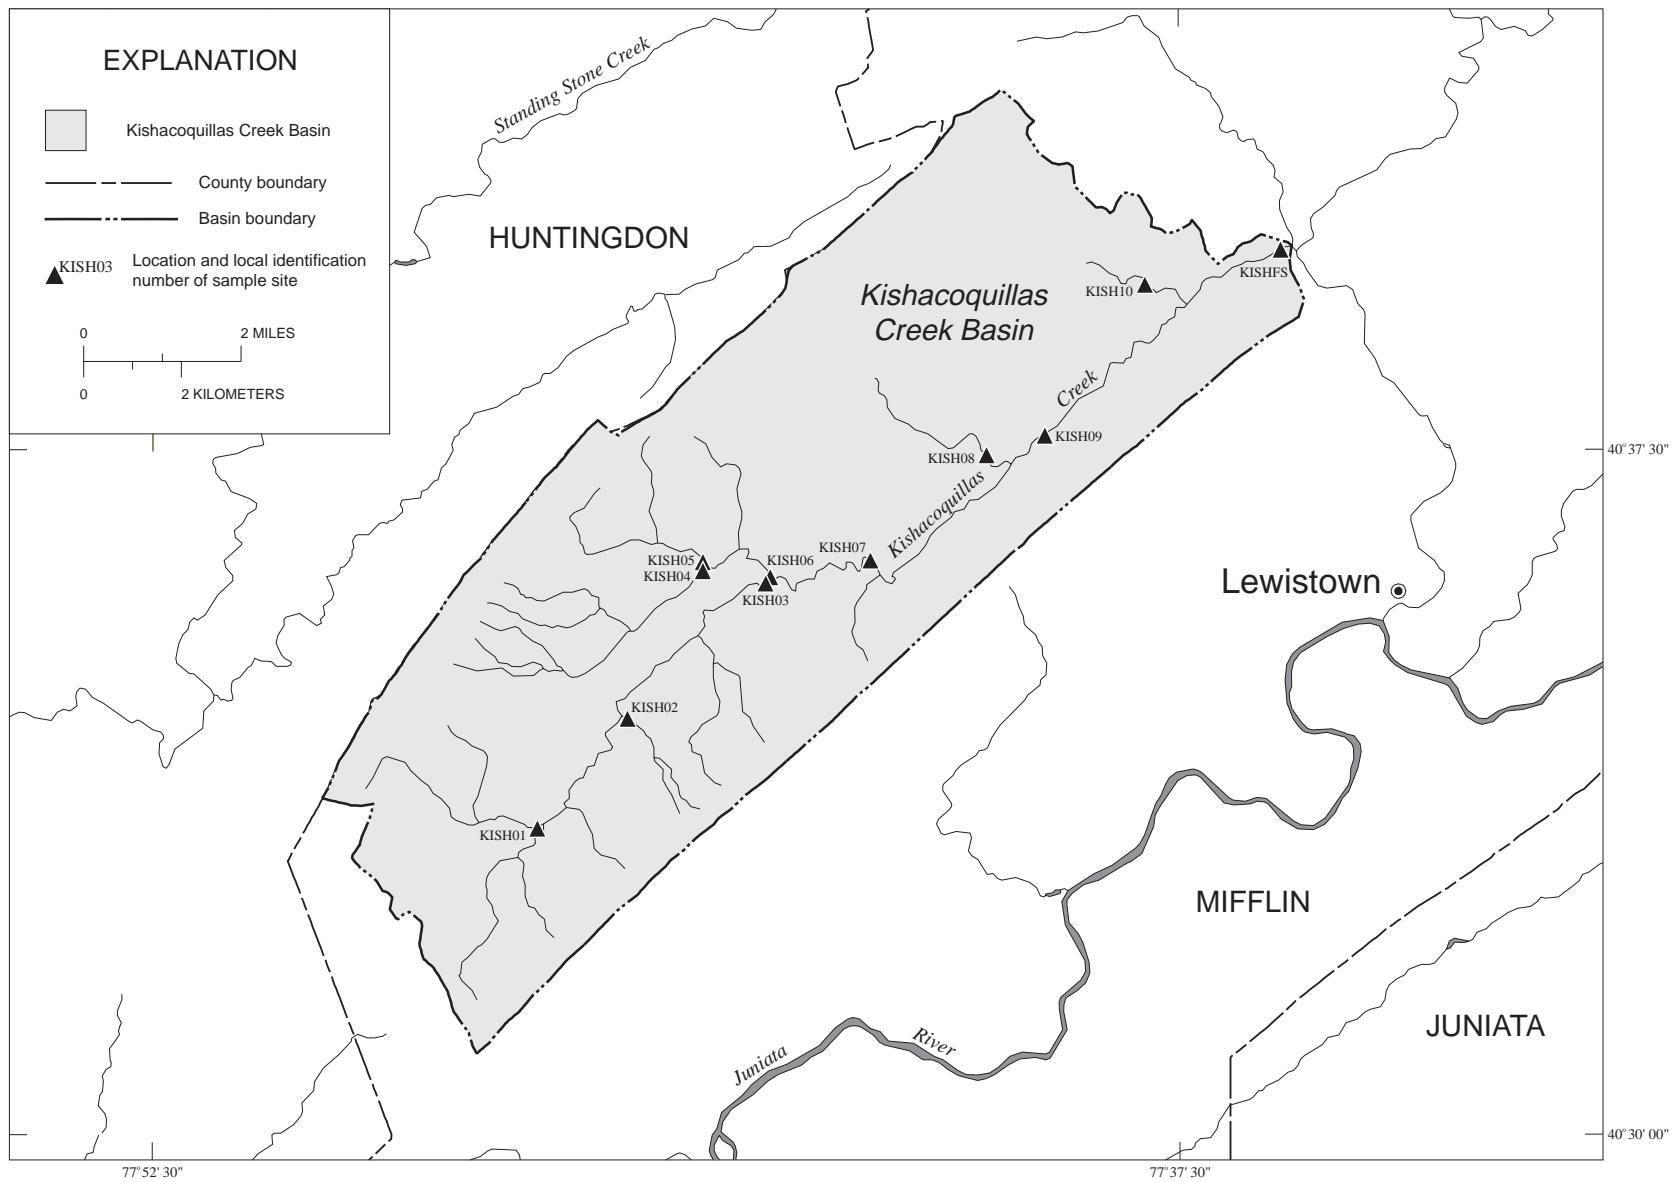 EXPLANATION
Kishacoquillas Creek Basin
County boundary
Basin boundary
KISH03
Location and local identification
number of sample site
0
2 MILES
0
2 KILOMETERS
Standing Stone Creek
HUNTINGDON
Kishacoquillas
Creek Basin
KISHFS
KISH10
Creek
KISH09
KISH08
Kishacoquillas
KISH07
KISH06
KISH05
KISH04
KISH03
KISH02
KISH01
Lewistown
MIFFLIN
JUNIATA
Juniata
River
40°37' 30"
40°30' 00"
77°52' 30"
77°37' 30"